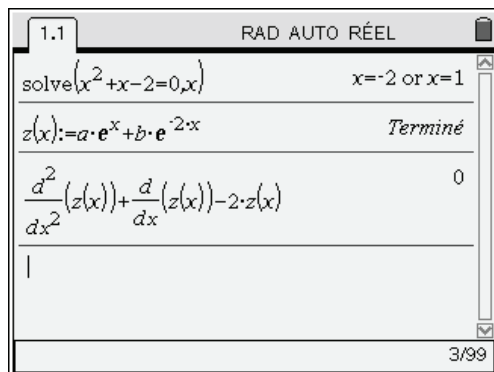 1.1 RAD AUTO RÉEL
solve(x²+x-2=0,x) x=-2 or x=1
z(x):=a·e^x+b·e^-2·x Terminé
d²/dx²(z(x))+d/dx(z(x))-2·z(x) 0
3/99